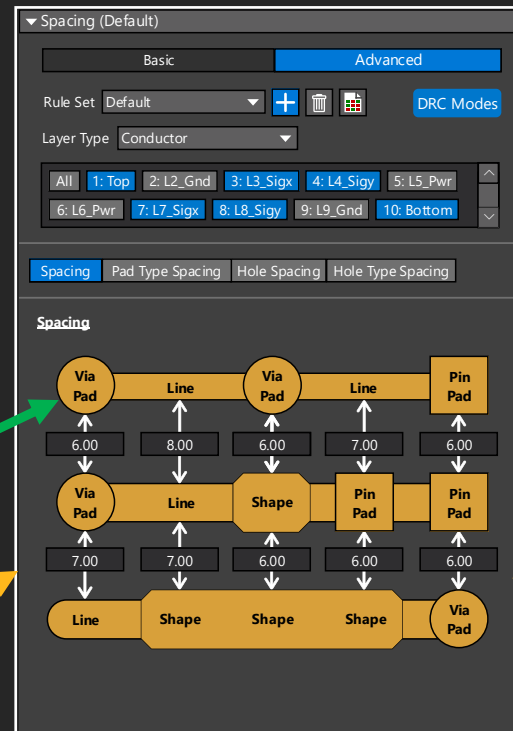 Spacing (Default)
Basic Advanced
Rule Set Default DRC Modes
Layer Type Conductor
All 1: Top 2: L2_Gnd 3: L3_Sigx 4: L4_Sigy 5: L5_Pwr
6: L6_Pwr 7: L7_Sigx 8: L8_Sigy 9: L9_Gnd 10: Bottom
Spacing Pad Type Spacing Hole Spacing Hole Type Spacing
Spacing
Via Pad Line Via Pad Line Pin Pad
6.00 8.00 6.00 7.00 6.00
Via Pad Line Shape Pin Pad Pin Pad
7.00 7.00 6.00 6.00 6.00
Line Shape Shape Shape Via Pad